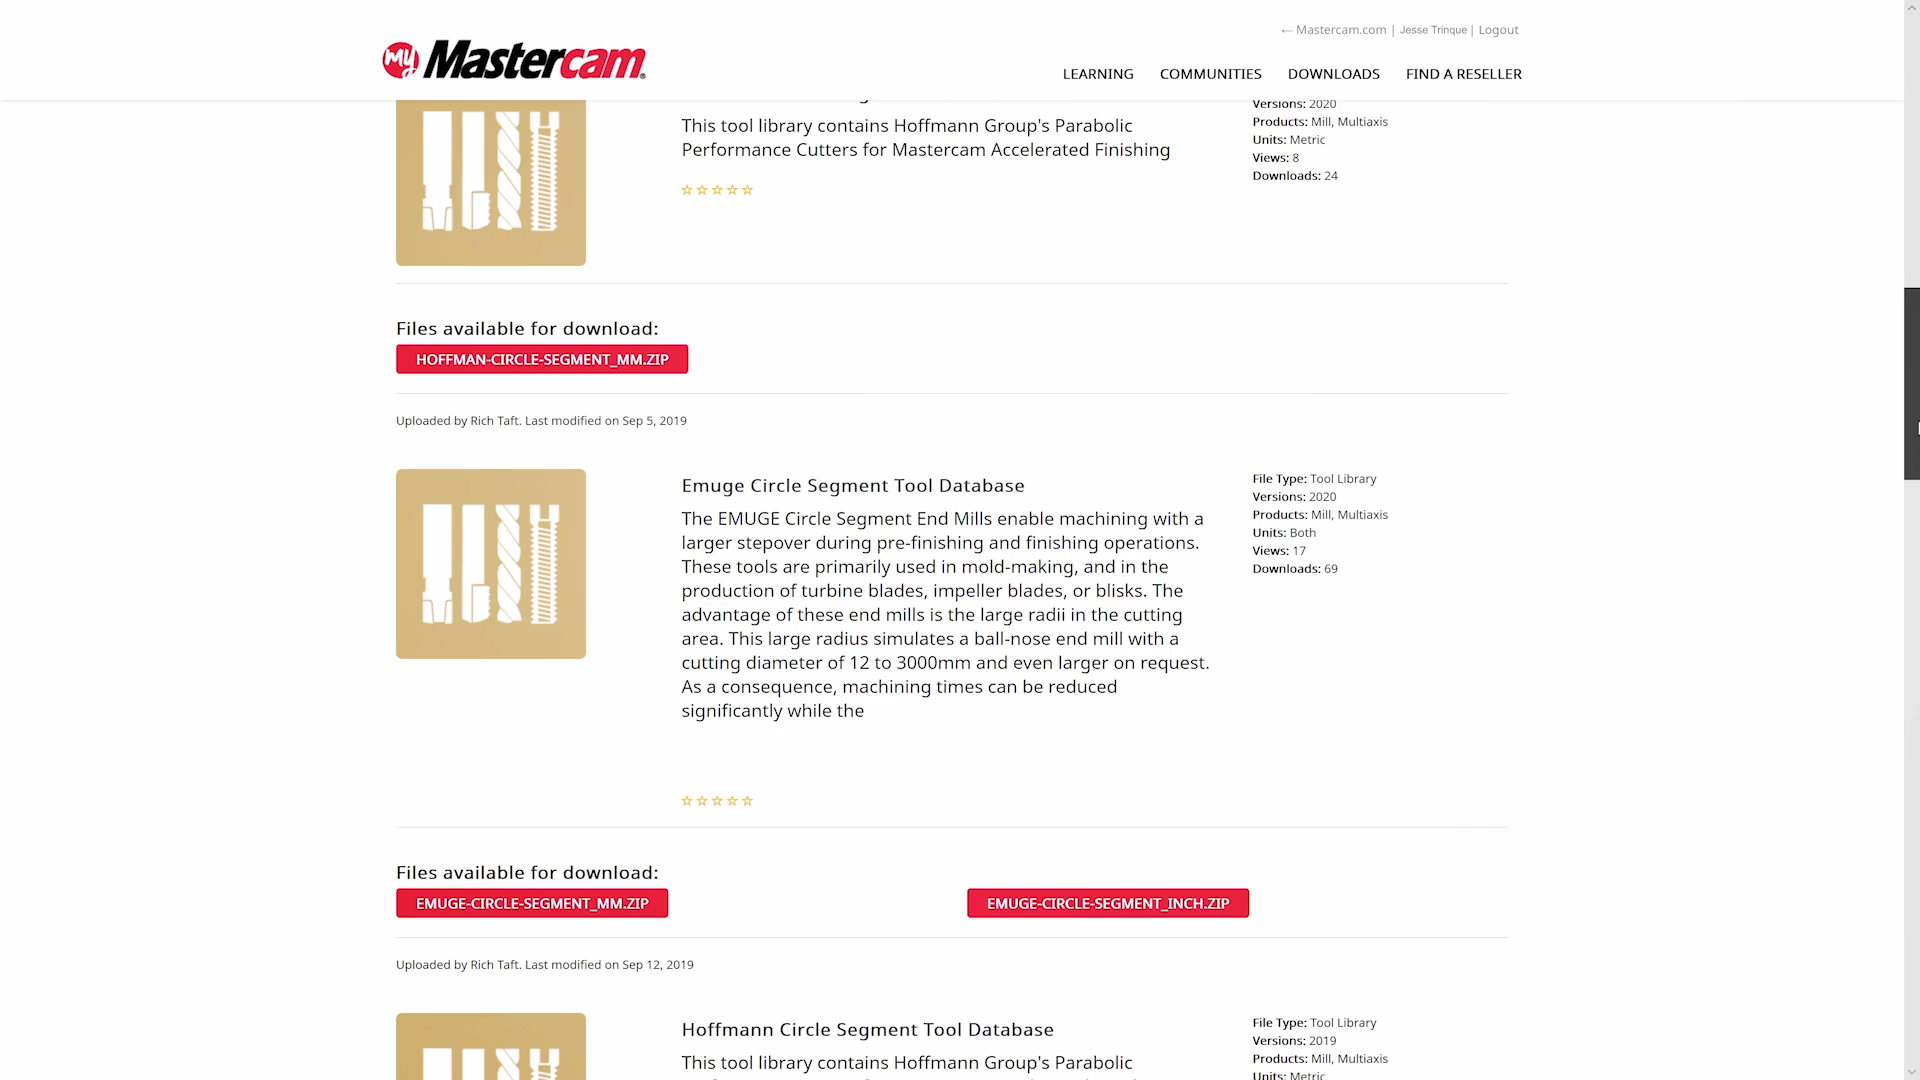 ← Mastercam.com | Jesse Trinque | Logout
my Mastercam
LEARNING COMMUNITIES DOWNLOADS FIND A RESELLER
This tool library contains Hoffmann Group's Parabolic
Performance Cutters for Mastercam Accelerated Finishing
Versions: 2020
Products: Mill, Multiaxis
Units: Metric
Views: 8
Downloads: 24
Files available for download:
HOFFMAN-CIRCLE-SEGMENT_MM.ZIP
Uploaded by Rich Taft. Last modified on Sep 5, 2019
Emuge Circle Segment Tool Database
The EMUGE Circle Segment End Mills enable machining with a
larger stepover during pre-finishing and finishing operations.
These tools are primarily used in mold-making, and in the
production of turbine blades, impeller blades, or blisks. The
advantage of these end mills is the large radii in the cutting
area. This large radius simulates a ball-nose end mill with a
cutting diameter of 12 to 3000mm and even larger on request.
As a consequence, machining times can be reduced
significantly while the
File Type: Tool Library
Versions: 2020
Products: Mill, Multiaxis
Units: Both
Views: 17
Downloads: 69
Files available for download:
EMUGE-CIRCLE-SEGMENT_MM.ZIP
EMUGE-CIRCLE-SEGMENT_INCH.ZIP
Uploaded by Rich Taft. Last modified on Sep 12, 2019
Hoffmann Circle Segment Tool Database
This tool library contains Hoffmann Group's Parabolic
File Type: Tool Library
Versions: 2019
Products: Mill, Multiaxis
Units: Metric